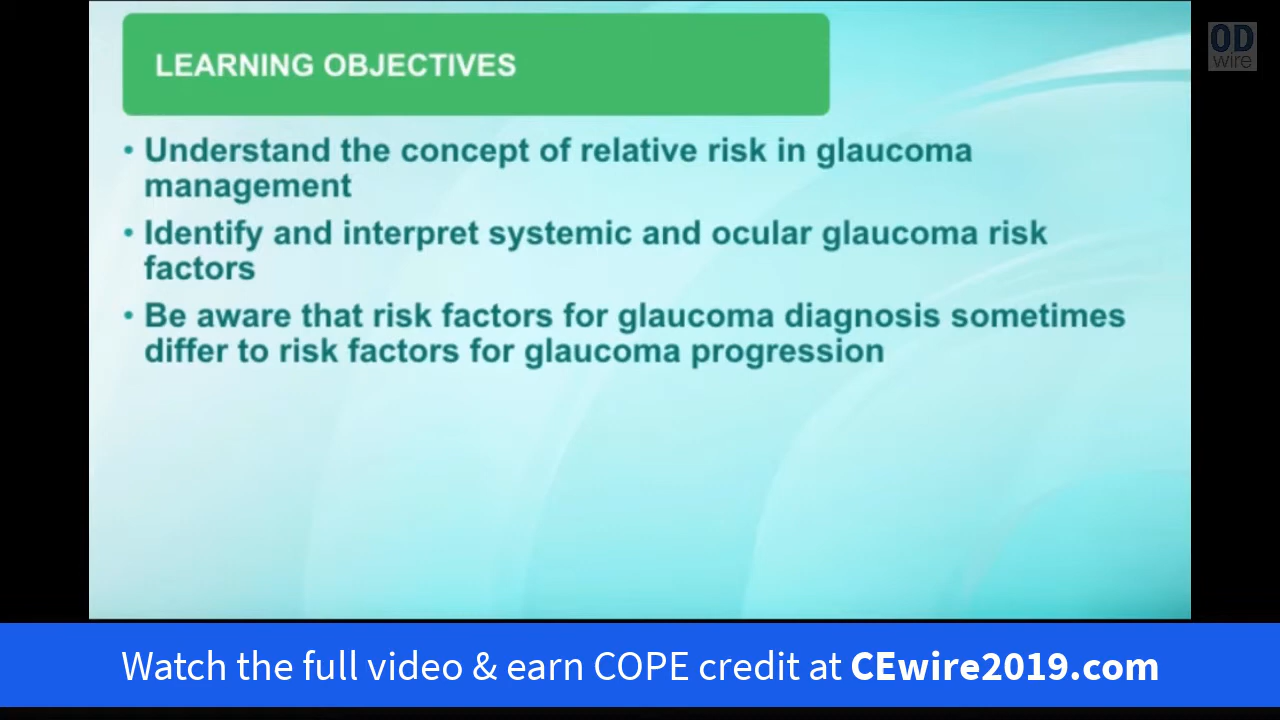 LEARNING OBJECTIVES
OD
wire
• Understand the concept of relative risk in glaucoma
management
• Identify and interpret systemic and ocular glaucoma risk
factors
• Be aware that risk factors for glaucoma diagnosis sometimes
differ to risk factors for glaucoma progression
Watch the full video & earn COPE credit at CEwire2019.com